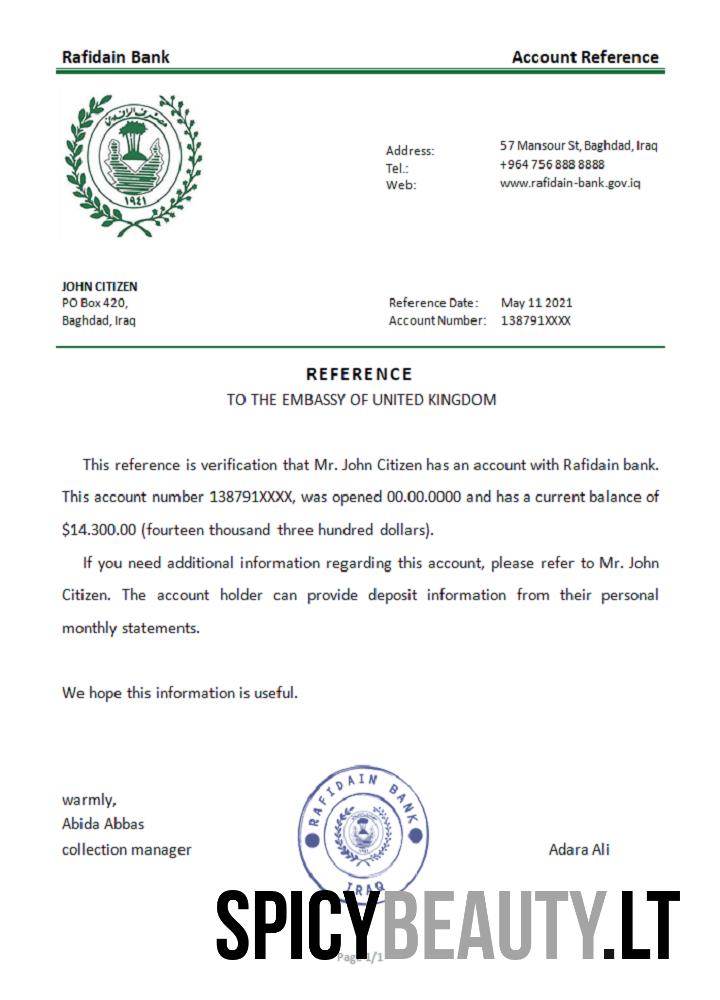 Rafidain Bank Account Reference
مصرف الرافدين
١٩٤١
Address: 57 Mansour St, Baghdad, Iraq
Tel.: +964 756 888 8888
Web: www.rafidain-bank.gov.iq
JOHN CITIZEN
PO Box 420,
Baghdad, Iraq
Reference Date: May 11 2021
Account Number: 138791XXXX
REFERENCE
TO THE EMBASSY OF UNITED KINGDOM
This reference is verification that Mr. John Citizen has an account with Rafidain bank.
This account number 138791XXXX, was opened 00.00.0000 and has a current balance of
$14.300.00 (fourteen thousand three hundred dollars).
If you need additional information regarding this account, please refer to Mr. John
Citizen. The account holder can provide deposit information from their personal
monthly statements.
We hope this information is useful.
warmly,
Abida Abbas
collection manager
RAFIDAIN BANK
IRAQ
Adara Ali
SPICYBEAUTY.LT
Page 1/1